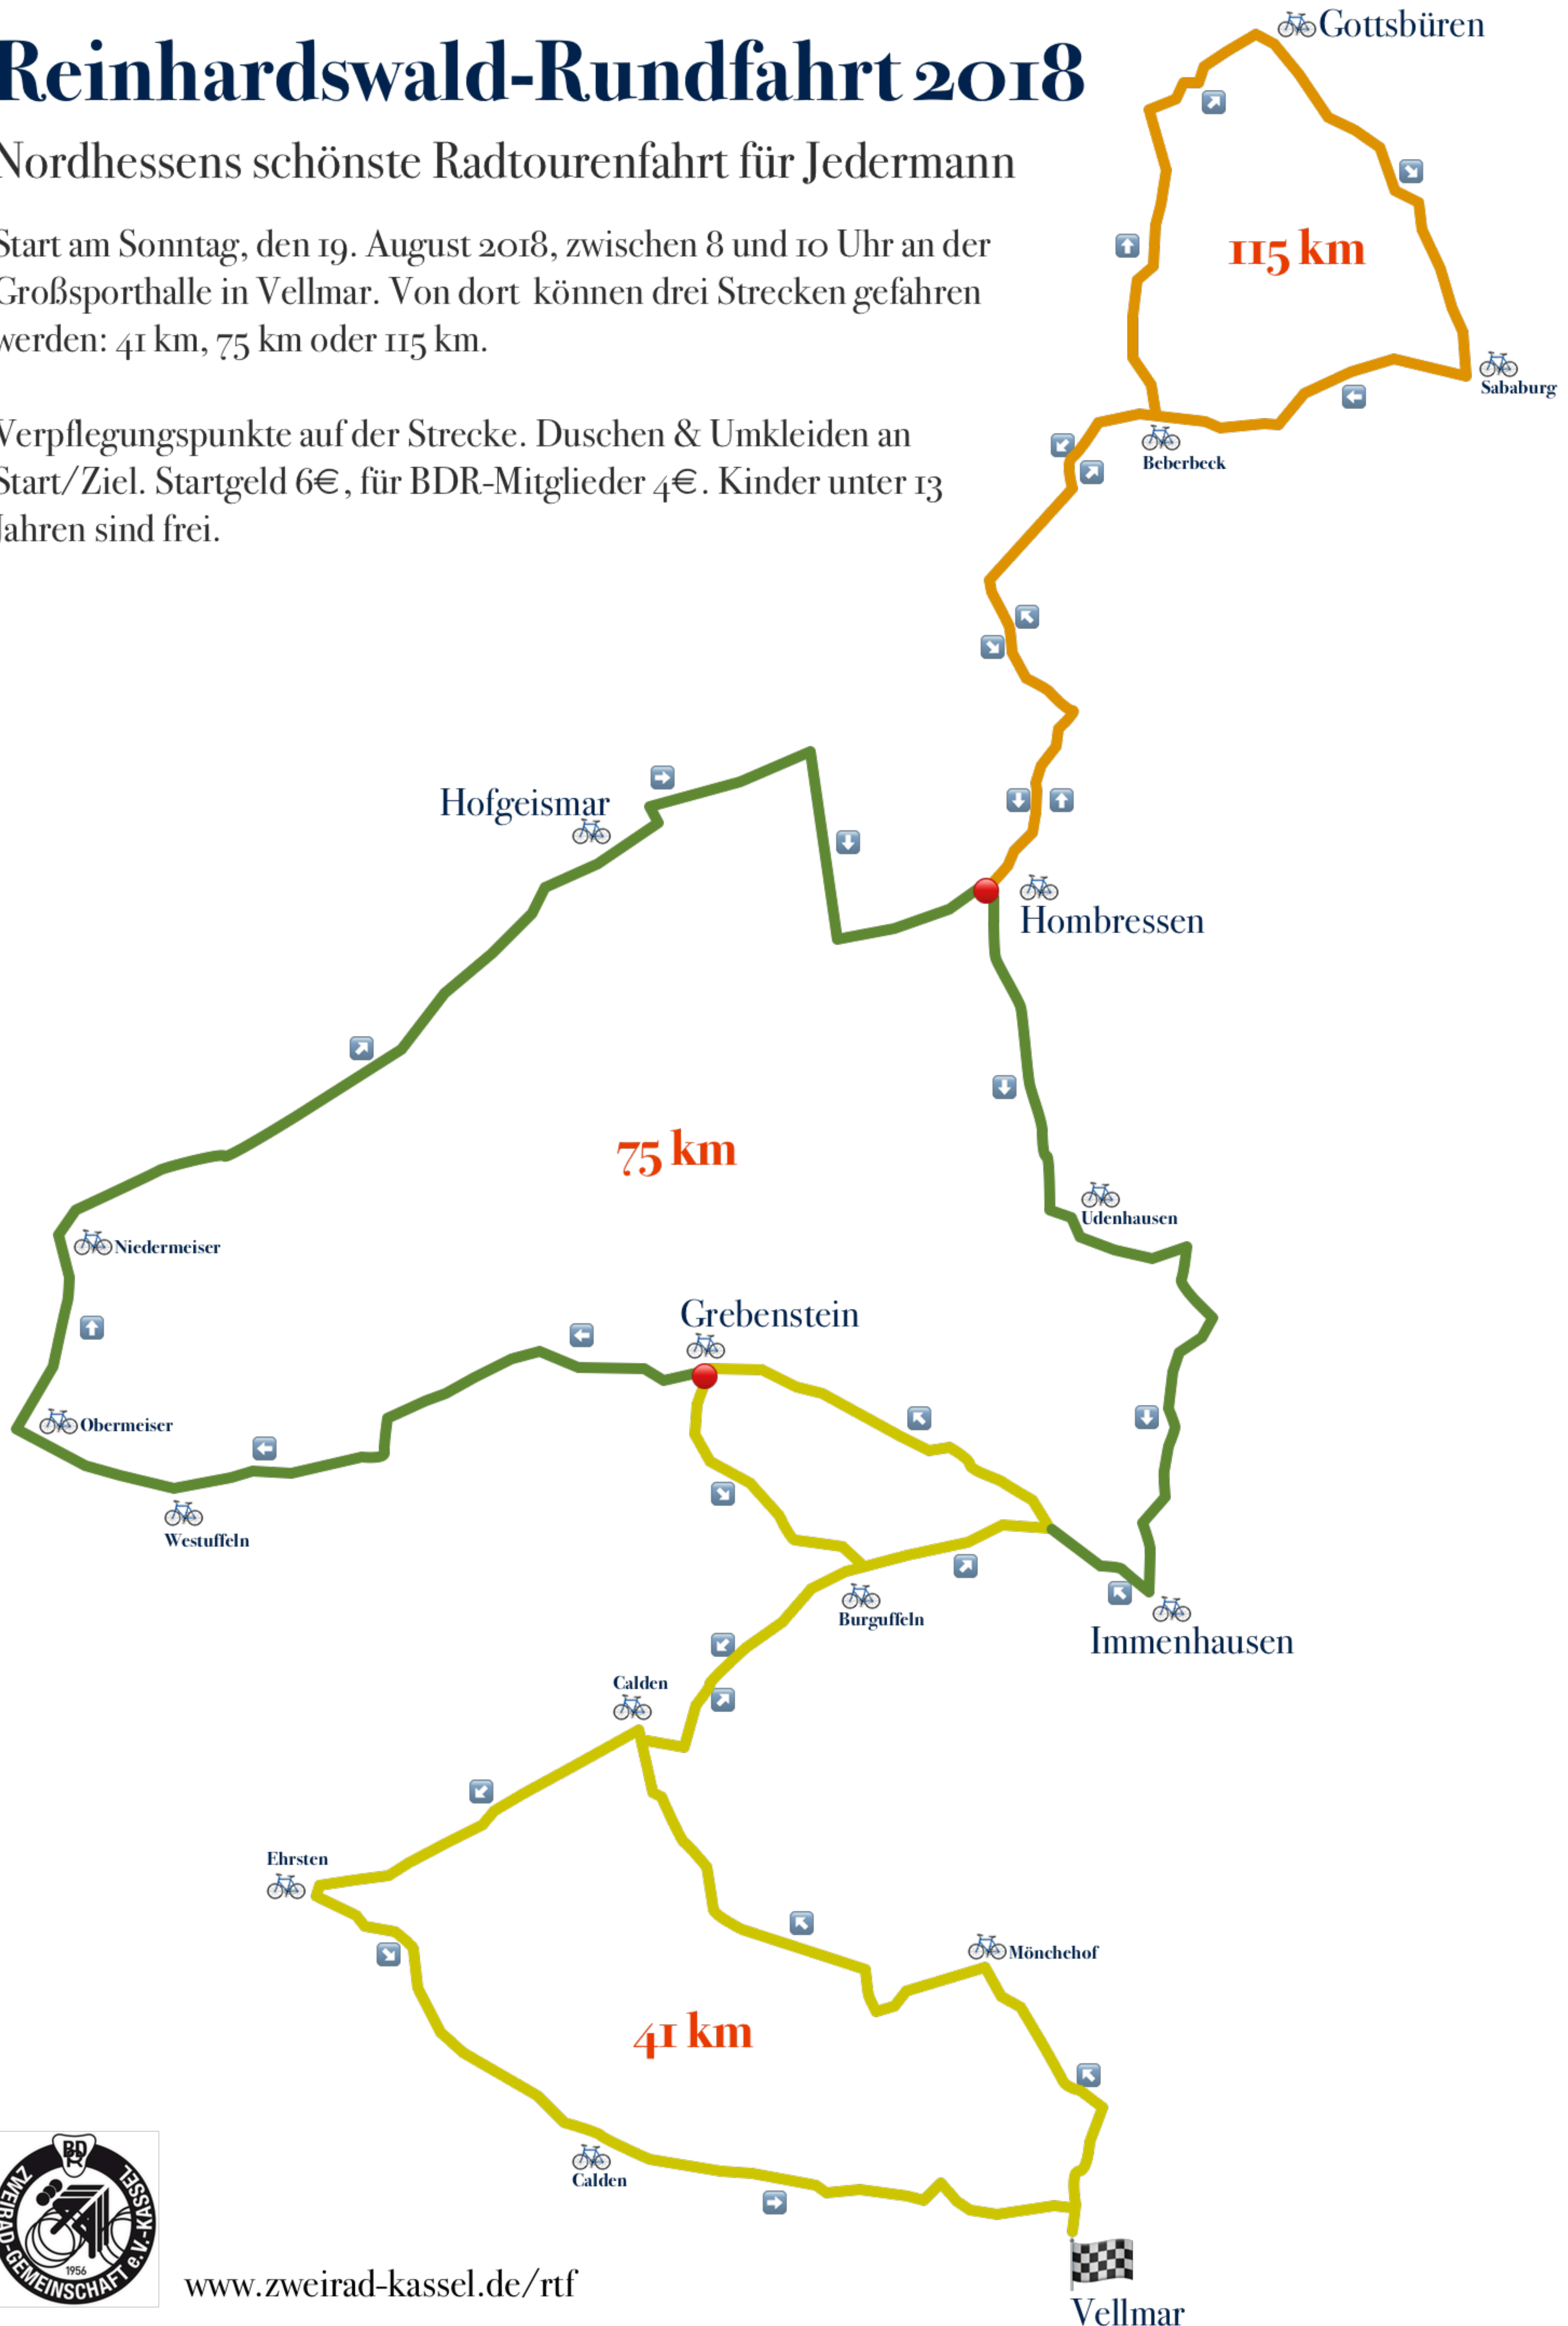 Reinhardswald-Rundfahrt 2018
Nordhessens schönste Radtourenfahrt für Jedermann
Start am Sonntag, den 19. August 2018, zwischen 8 und 10 Uhr an der
Großsporthalle in Vellmar. Von dort können drei Strecken gefahren
werden: 41 km, 75 km oder 115 km.
Verpflegungspunkte auf der Strecke. Duschen & Umkleiden an
Start/Ziel. Startgeld 6€, für BDR-Mitglieder 4€. Kinder unter 13
Jahren sind frei.
Gottsbüren
115 km
Sababurg
Beberbeck
Hofgeismar
Hombressen
75 km
Udenhausen
Niedermeiser
Grebenstein
Obermeiser
Westuffeln
Burguffeln
Immenhausen
Calden
Ehrsten
Mönchehof
41 km
Calden
BDR
ZWEIRAD-GEMEINSCHAFT e.V.-KASSEL
1956
www.zweirad-kassel.de/rtf
Vellmar